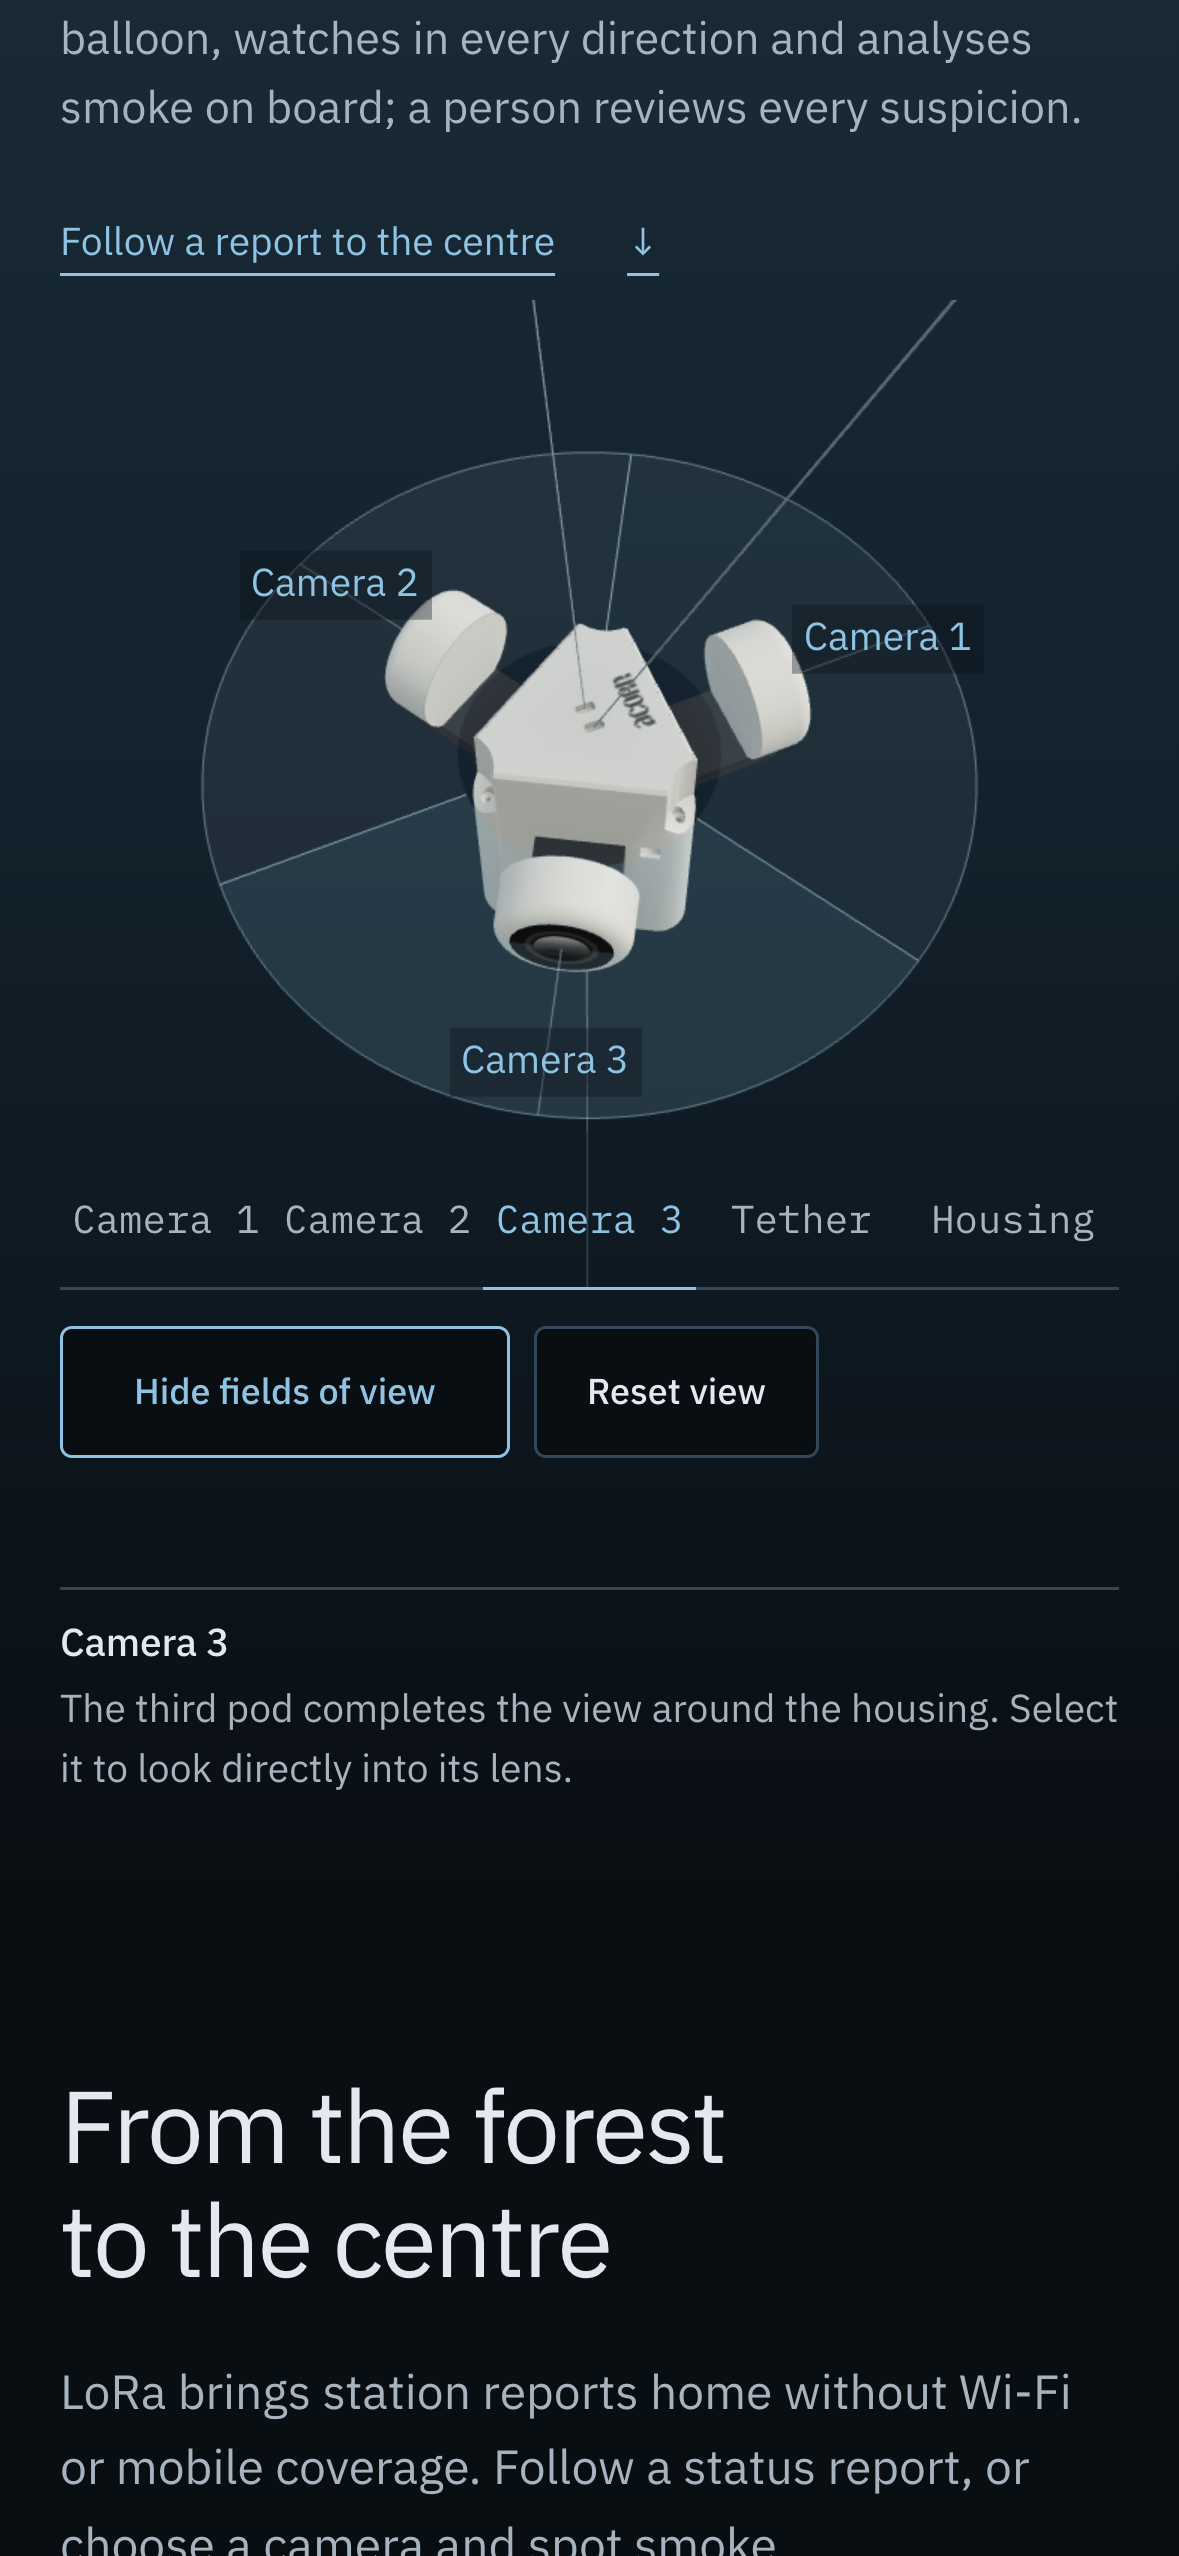 balloon, watches in every direction and analyses
smoke on board; a person reviews every suspicion.
Follow a report to the centre ↓
Camera 2
Camera 1
acorn
Camera 3
Camera 1 Camera 2 Camera 3 Tether Housing
Hide fields of view Reset view
Camera 3
The third pod completes the view around the housing. Select
it to look directly into its lens.
From the forest
to the centre
LoRa brings station reports home without Wi-Fi
or mobile coverage. Follow a status report, or
choose a camera and spot smoke